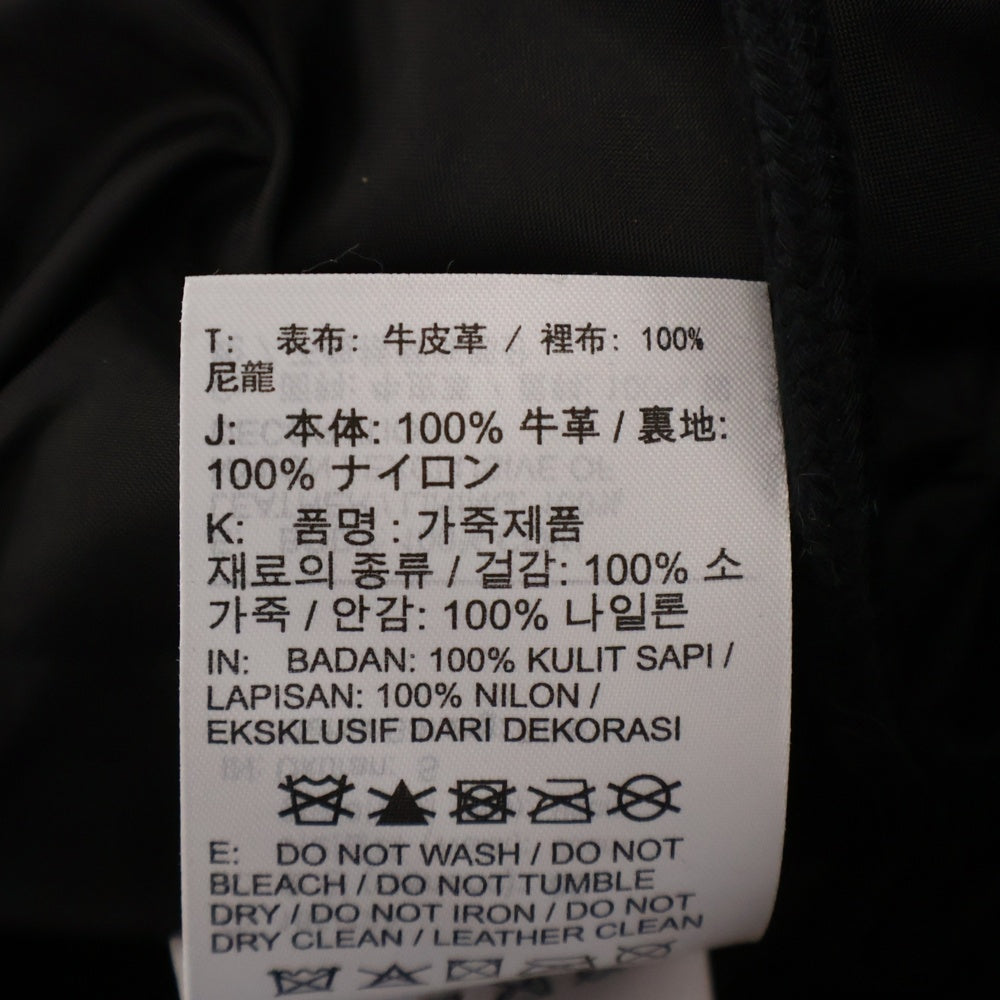 T: 表布: 牛皮革 / 裡布: 100%
尼龍
J: 本体: 100% 牛革 / 裏地:
100% ナイロン
K: 품명 : 가죽제품
재료의 종류 / 겉감: 100% 소
가죽 / 안감: 100% 나일론
IN: BADAN: 100% KULIT SAPI /
LAPISAN: 100% NILON /
EKSKLUSIF DARI DEKORASI
E: DO NOT WASH / DO NOT
BLEACH / DO NOT TUMBLE
DRY / DO NOT IRON / DO NOT
DRY CLEAN / LEATHER CLEAN